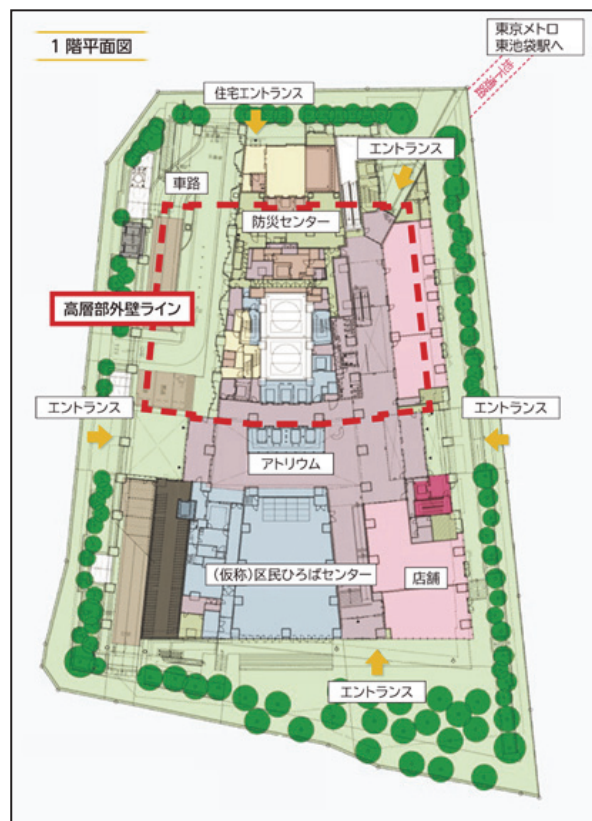 1階平面図
東京メトロ
東池袋駅へ
住宅エントランス
エントランス
車路
防災センター
高層部外壁ライン
エントランス
エントランス
アトリウム
(仮称)区民ひろばセンター
店舗
エントランス